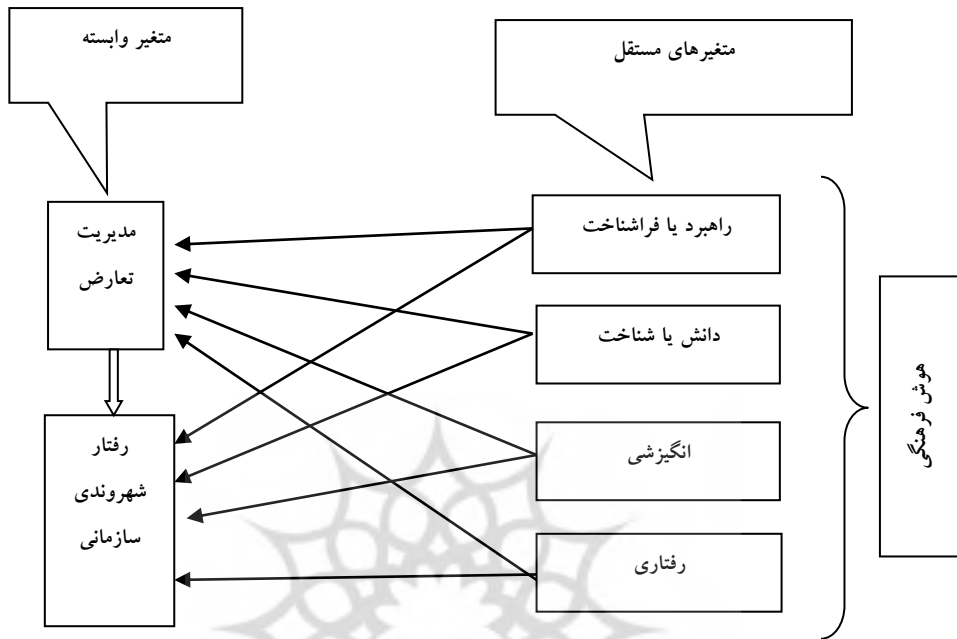 متغیرهای مستقل
متغیر وابسته
راهبرد یا فراشناخت
دانش یا شناخت
انگیزشی
رفتاری
هوش فرهنگی
مدیریت
تعارض
رفتار
شهروندی
سازمانی